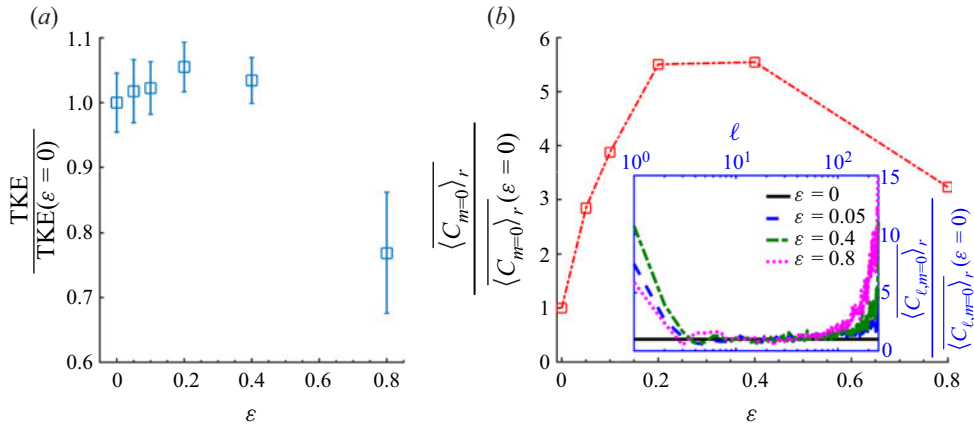 (a)
1.1
1.0
0.9
0.8
0.7
0.6
TKE
TKE(ε = 0)
0
0.2
0.4
0.6
0.8
ε
(b)
6
5
4
3
2
1
0
⟨C_{m=0}⟩_r
⟨C_{m=0}⟩_r (ε = 0)
0
0.2
0.4
0.6
0.8
ε
ℓ
10^0
10^1
10^2
15
10
5
0
ε = 0
ε = 0.05
ε = 0.4
ε = 0.8
⟨C_{ℓ,m=0}⟩_r
⟨C_{ℓ,m=0}⟩_r (ε = 0)